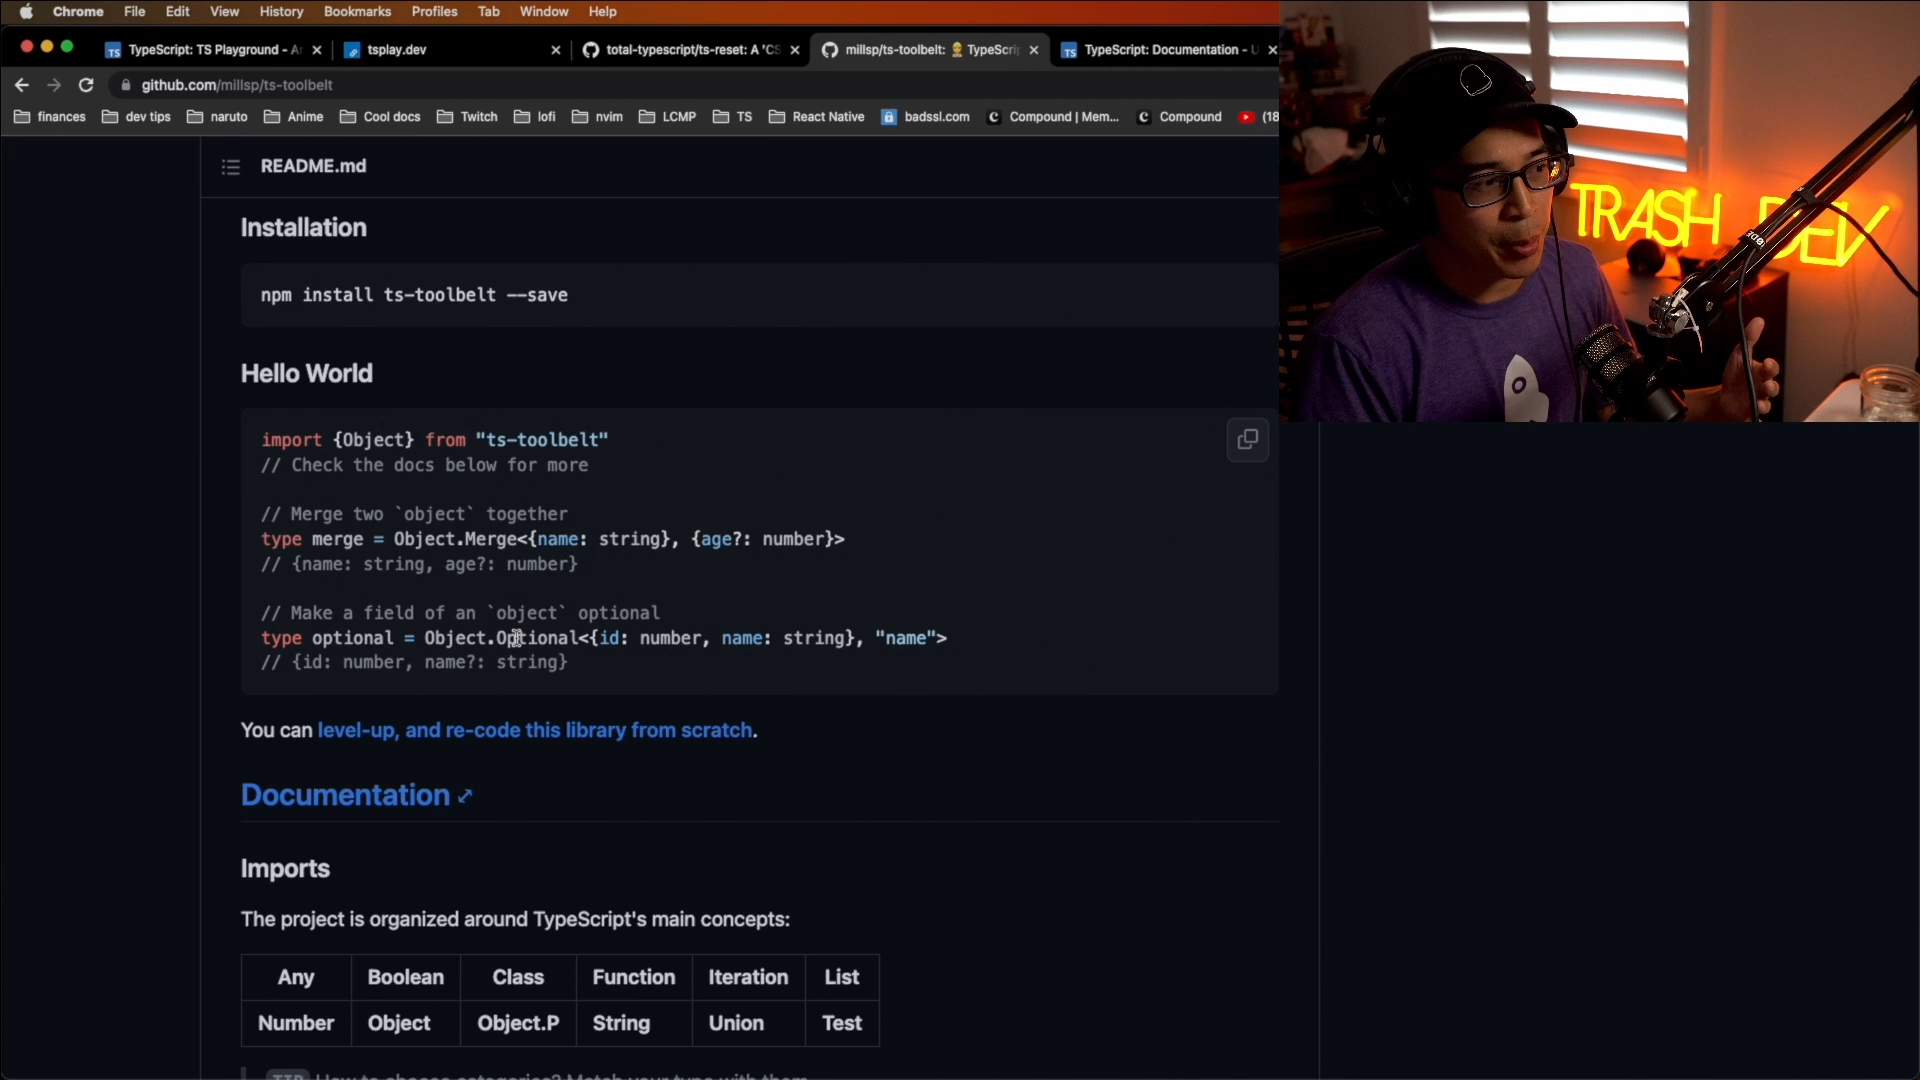 Chrome File Edit View History Bookmarks Profiles Tab Window Help
TS TypeScript: TS Playground - A
tsplay.dev
total-typescript/ts-reset: A 'CS
millsp/ts-toolbelt: TypeScri
TS TypeScript: Documentation - U
github.com/millsp/ts-toolbelt
finances dev tips naruto Anime Cool docs Twitch lofi nvim LCMP TS React Native badssl.com Compound | Mem... Compound (18
README.md
Installation
npm install ts-toolbelt --save
Hello World
import {Object} from "ts-toolbelt"
// Check the docs below for more
// Merge two `object` together
type merge = Object.Merge<{name: string}, {age?: number}>
// {name: string, age?: number}
// Make a field of an `object` optional
type optional = Object.Optional<{id: number, name: string}, "name">
// {id: number, name?: string}
You can level-up, and re-code this library from scratch.
Documentation
Imports
The project is organized around TypeScript's main concepts:
Any Boolean Class Function Iteration List
Number Object Object.P String Union Test
TRASH DEV
RØDE